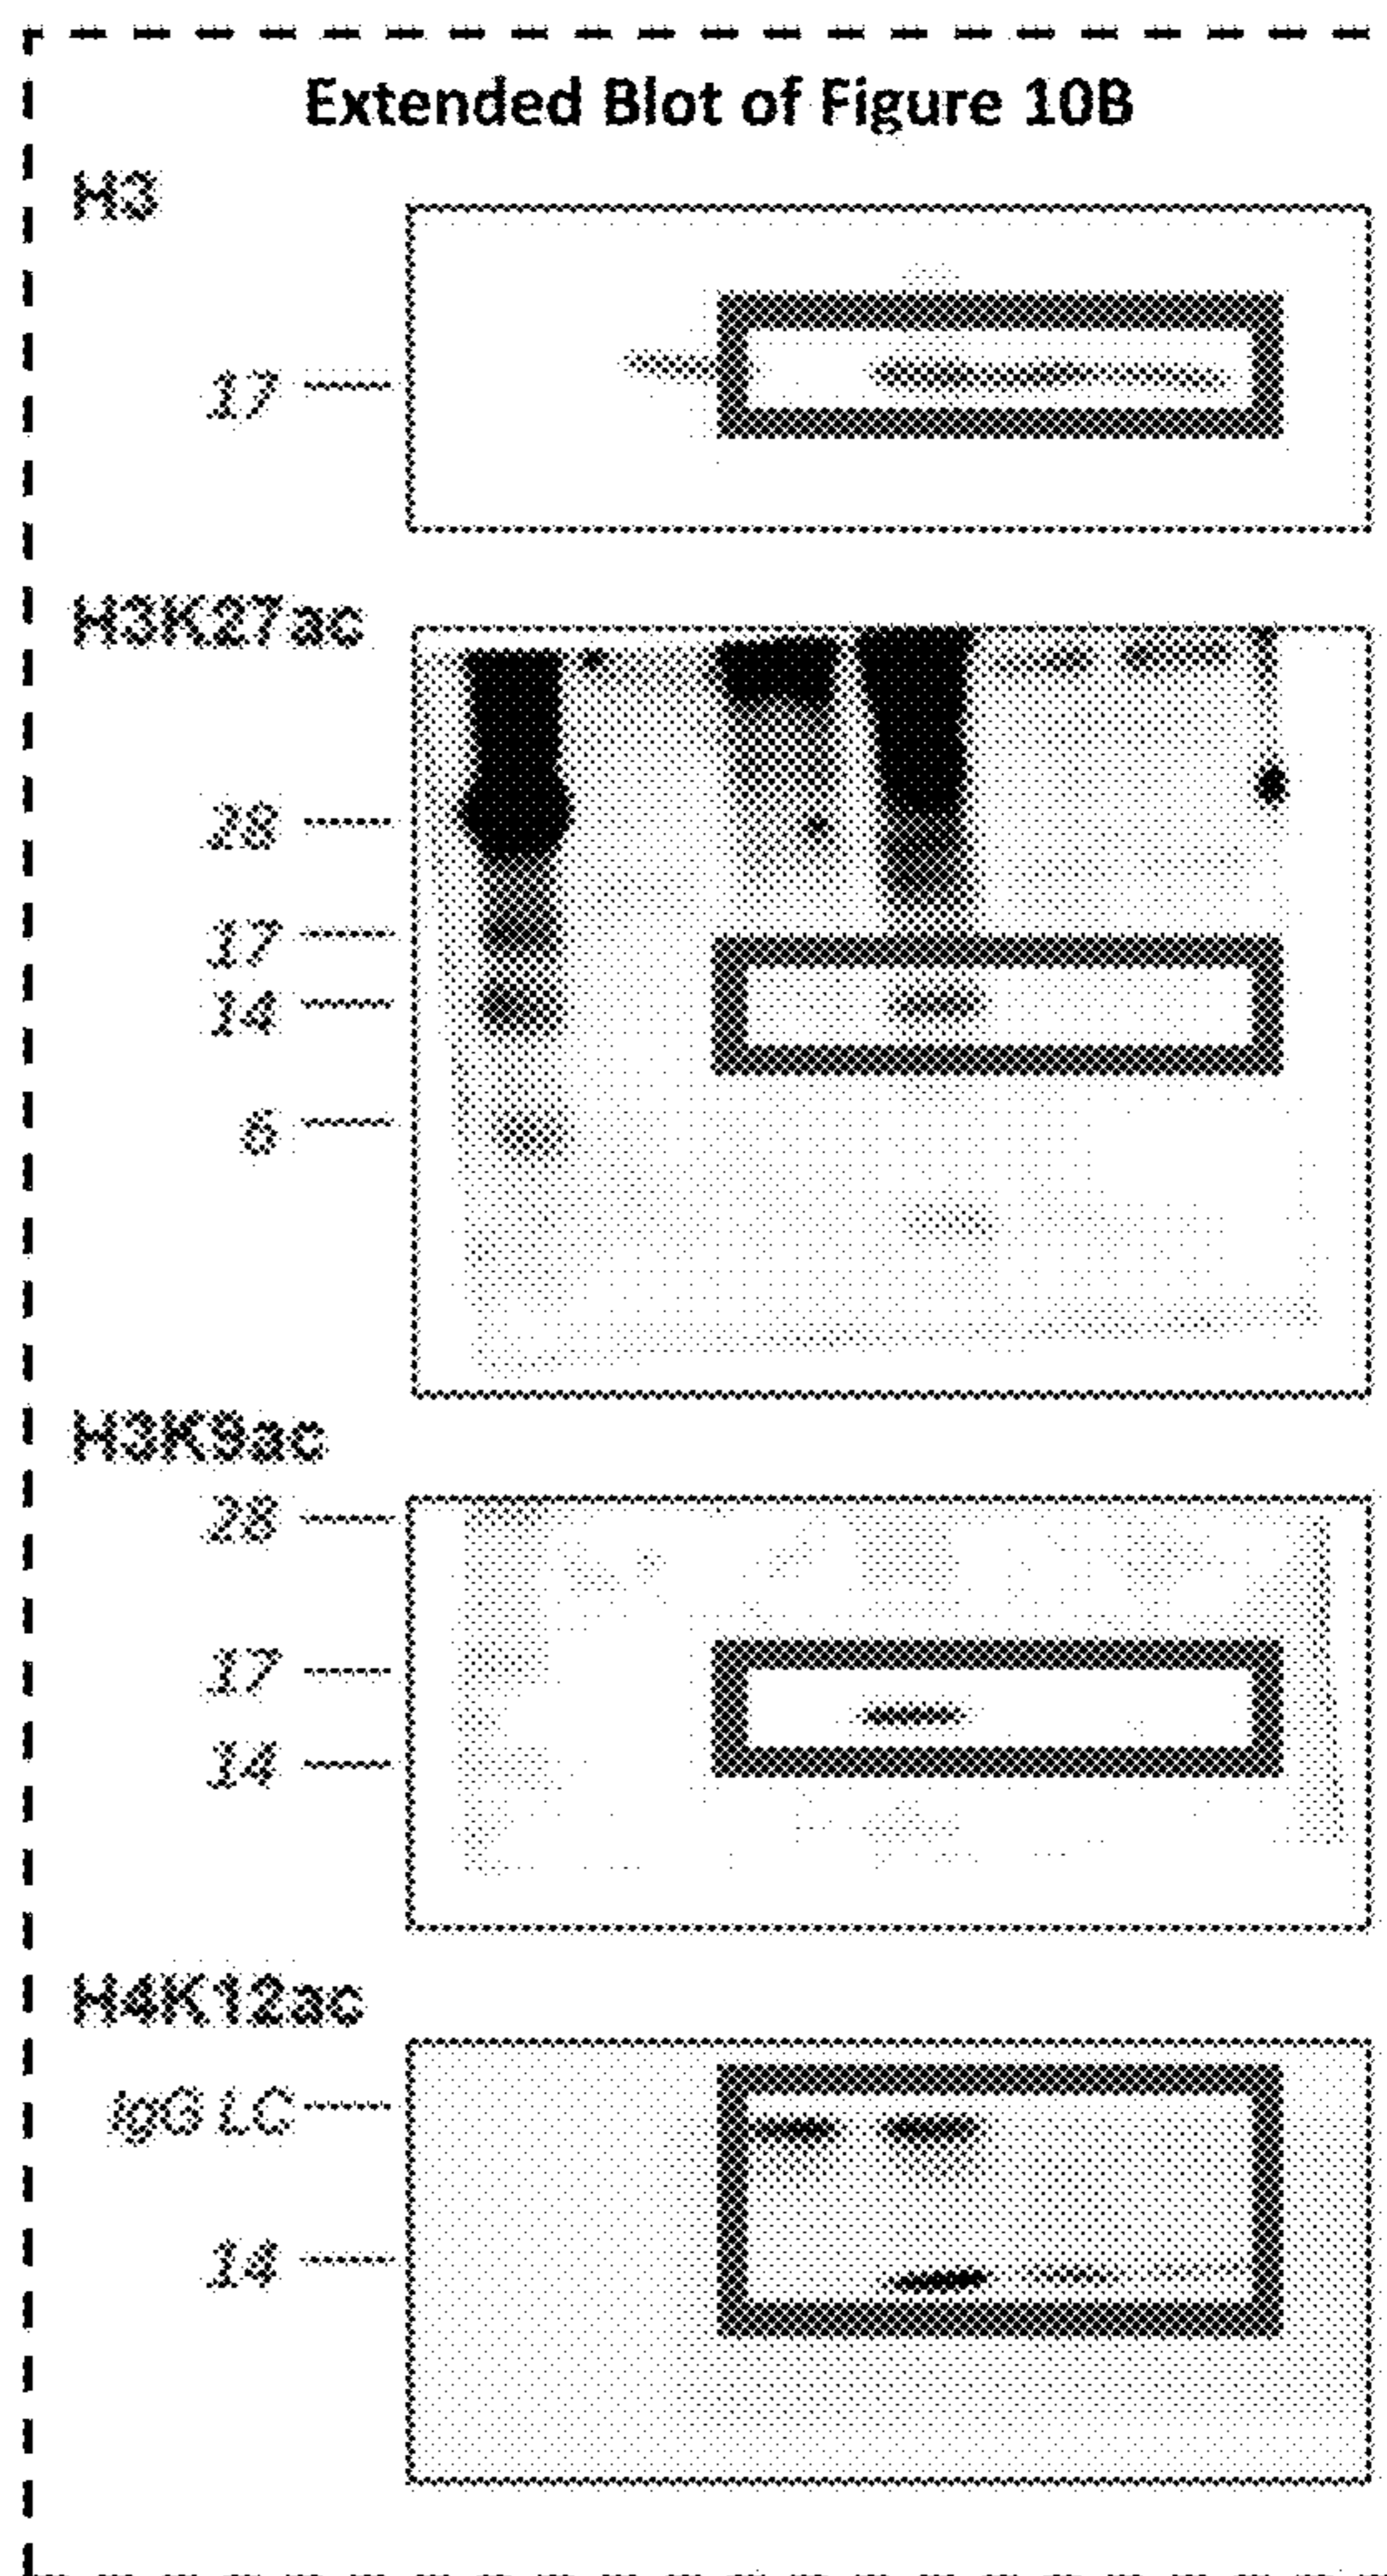 Extended Blot of Figure 10B
H3
17
H3K27ac
28
17
14
6
H3K9ac
28
17
14
H4K12ac
IgG LC
14